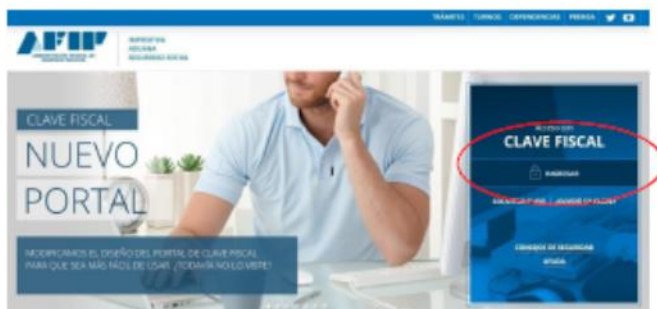 TRÁMITES TURNOS DEPENDENCIAS PRENSA
AFIP
IMPOSITIVA
ADUANA
SEGURIDAD SOCIAL
CLAVE FISCAL
NUEVO
PORTAL
MODIFICAMOS EL DISEÑO DEL PORTAL DE CLAVE FISCAL
PARA QUE SEA MÁS FÁCIL DE USAR. ¿TODAVÍA NO LO VISTE?
ACCESO CON
CLAVE FISCAL
INGRESAR
CONSEJOS DE SEGURIDAD
AYUDA